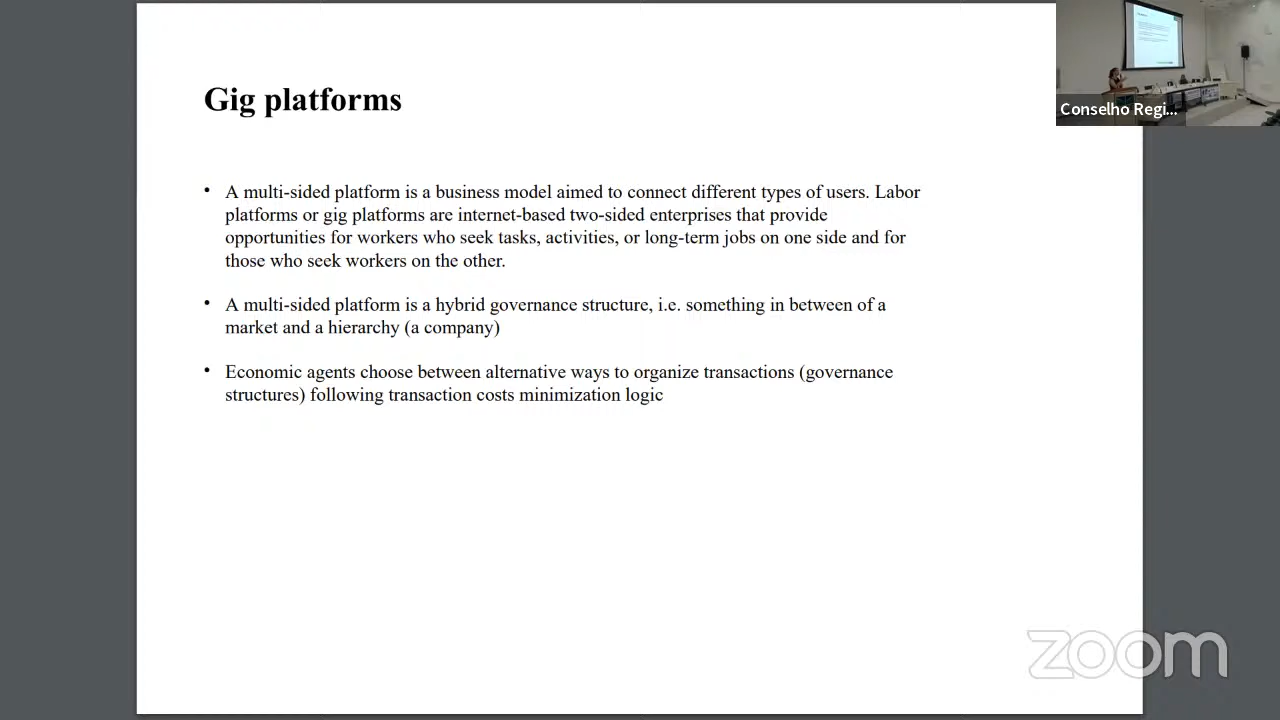 Gig platforms
• A multi-sided platform is a business model aimed to connect different types of users. Labor
platforms or gig platforms are internet-based two-sided enterprises that provide
opportunities for workers who seek tasks, activities, or long-term jobs on one side and for
those who seek workers on the other.
• A multi-sided platform is a hybrid governance structure, i.e. something in between of a
market and a hierarchy (a company)
• Economic agents choose between alternative ways to organize transactions (governance
structures) following transaction costs minimization logic
Conselho Regi...
zoom